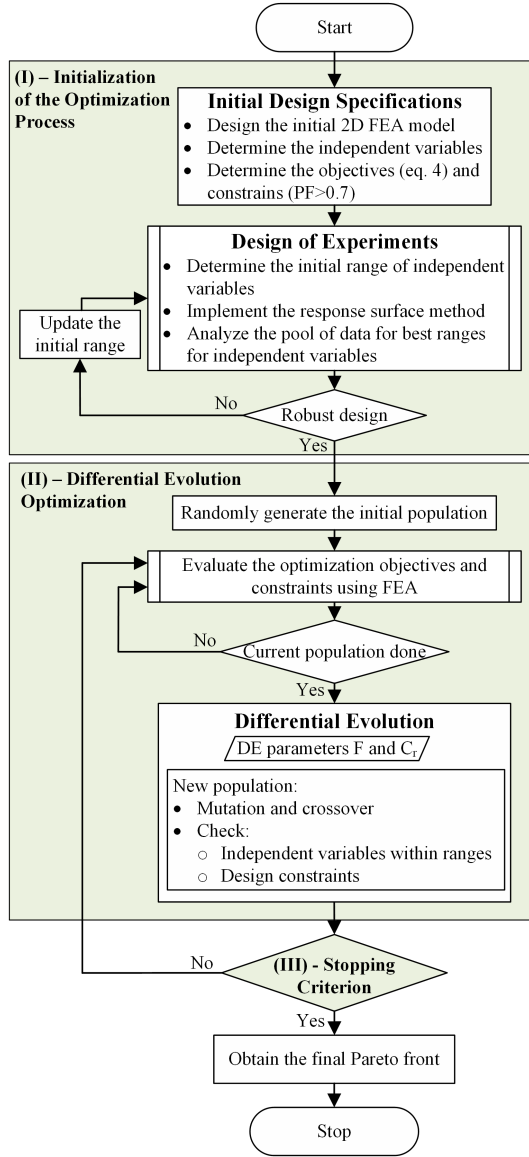 Start
(I) – Initialization
of the Optimization
Process
Initial Design Specifications
• Design the initial 2D FEA model
• Determine the independent variables
• Determine the objectives (eq. 4) and
constrains (PF>0.7)
Design of Experiments
• Determine the initial range of independent
variables
• Implement the response surface method
• Analyze the pool of data for best ranges
for independent variables
Update the
initial range
No
Robust design
Yes
(II) – Differential Evolution
Optimization
Randomly generate the initial population
Evaluate the optimization objectives and
constraints using FEA
No
Current population done
Yes
Differential Evolution
DE parameters F and Cr
New population:
• Mutation and crossover
• Check:
○ Independent variables within ranges
○ Design constraints
No
(III) - Stopping
Criterion
Yes
Obtain the final Pareto front
Stop